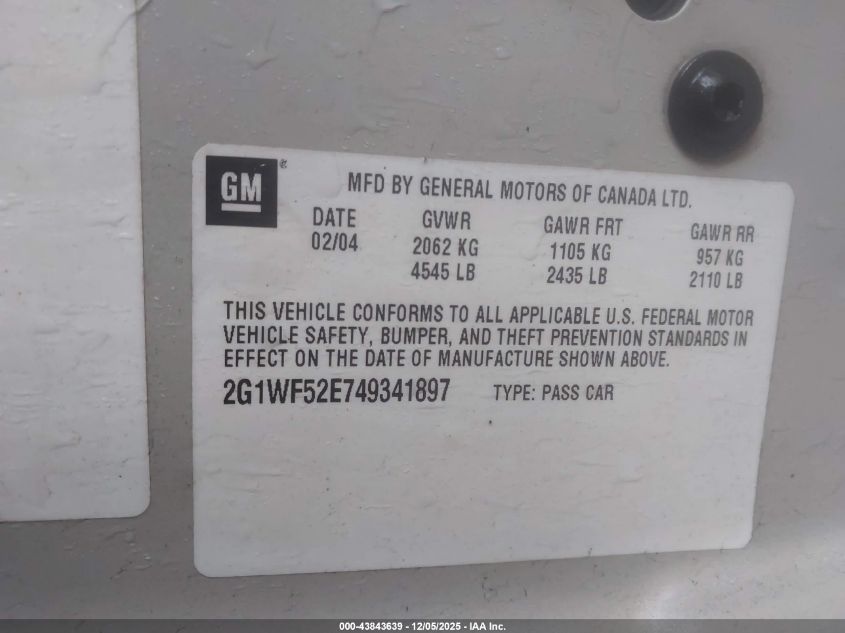 GM ®
MFD BY GENERAL MOTORS OF CANADA LTD.
DATE GVWR GAWR FRT GAWR RR
02/04 2062 KG 1105 KG 957 KG
4545 LB 2435 LB 2110 LB
THIS VEHICLE CONFORMS TO ALL APPLICABLE U.S. FEDERAL MOTOR
VEHICLE SAFETY, BUMPER, AND THEFT PREVENTION STANDARDS IN
EFFECT ON THE DATE OF MANUFACTURE SHOWN ABOVE.
2G1WF52E749341897 TYPE: PASS CAR
000-43843639 - 12/05/2025 - IAA Inc.